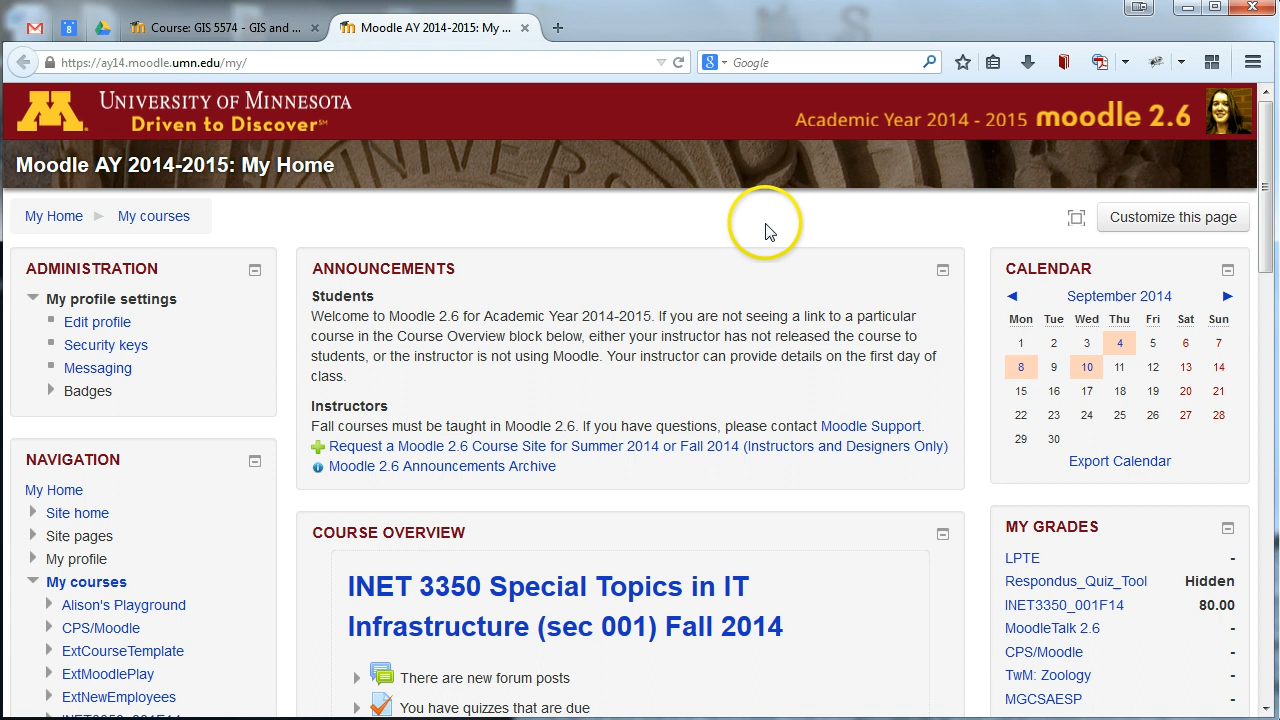 Course: GIS 5574 - GIS and ...
Moodle AY 2014-2015: My ...
https://ay14.moodle.umn.edu/my/
Google
UNIVERSITY OF MINNESOTA
Driven to Discover℠
Academic Year 2014 - 2015 moodle 2.6
Moodle AY 2014-2015: My Home
My Home
My courses
Customize this page
ADMINISTRATION
My profile settings
Edit profile
Security keys
Messaging
Badges
NAVIGATION
My Home
Site home
Site pages
My profile
My courses
Alison's Playground
CPS/Moodle
ExtCourseTemplate
ExtMoodlePlay
ExtNewEmployees
ANNOUNCEMENTS
Students
Welcome to Moodle 2.6 for Academic Year 2014-2015. If you are not seeing a link to a particular
course in the Course Overview block below, either your instructor has not released the course to
students, or the instructor is not using Moodle. Your instructor can provide details on the first day of
class.
Instructors
Fall courses must be taught in Moodle 2.6. If you have questions, please contact Moodle Support.
Request a Moodle 2.6 Course Site for Summer 2014 or Fall 2014 (Instructors and Designers Only)
Moodle 2.6 Announcements Archive
COURSE OVERVIEW
INET 3350 Special Topics in IT
Infrastructure (sec 001) Fall 2014
There are new forum posts
You have quizzes that are due
CALENDAR
September 2014
Mon Tue Wed Thu Fri Sat Sun
1 2 3 4 5 6 7
8 9 10 11 12 13 14
15 16 17 18 19 20 21
22 23 24 25 26 27 28
29 30
Export Calendar
MY GRADES
LPTE -
Respondus_Quiz_Tool Hidden
INET3350_001F14 80.00
MoodleTalk 2.6 -
CPS/Moodle -
TwM: Zoology -
MGCSAESP -